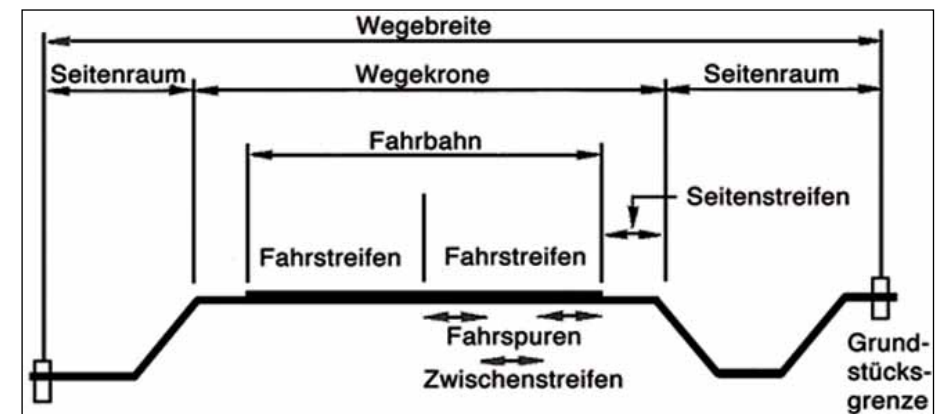 Wegebreite
Seitenraum Wegekrone Seitenraum
Fahrbahn
Seitenstreifen
Fahrstreifen Fahrstreifen
Fahrspuren
Zwischenstreifen
Grund-
stücks-
grenze